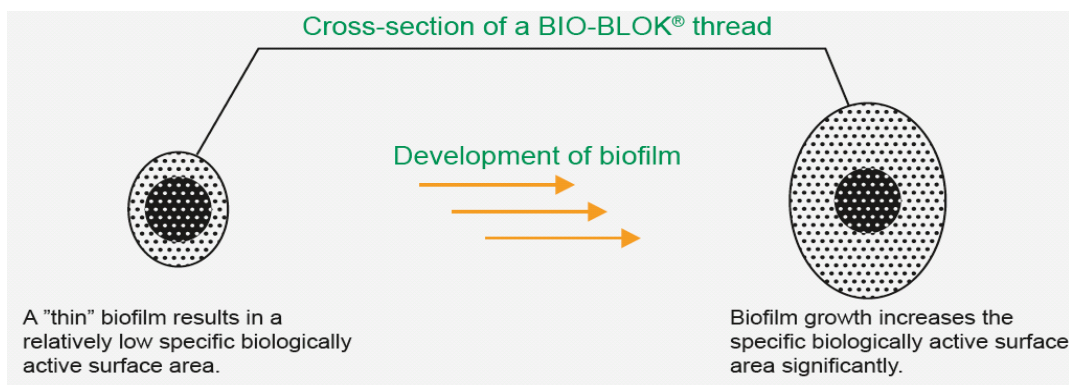 Cross-section of a BIO-BLOK® thread
Development of biofilm
A "thin" biofilm results in a
relatively low specific biologically
active surface area.
Biofilm growth increases the
specific biologically active surface
area significantly.